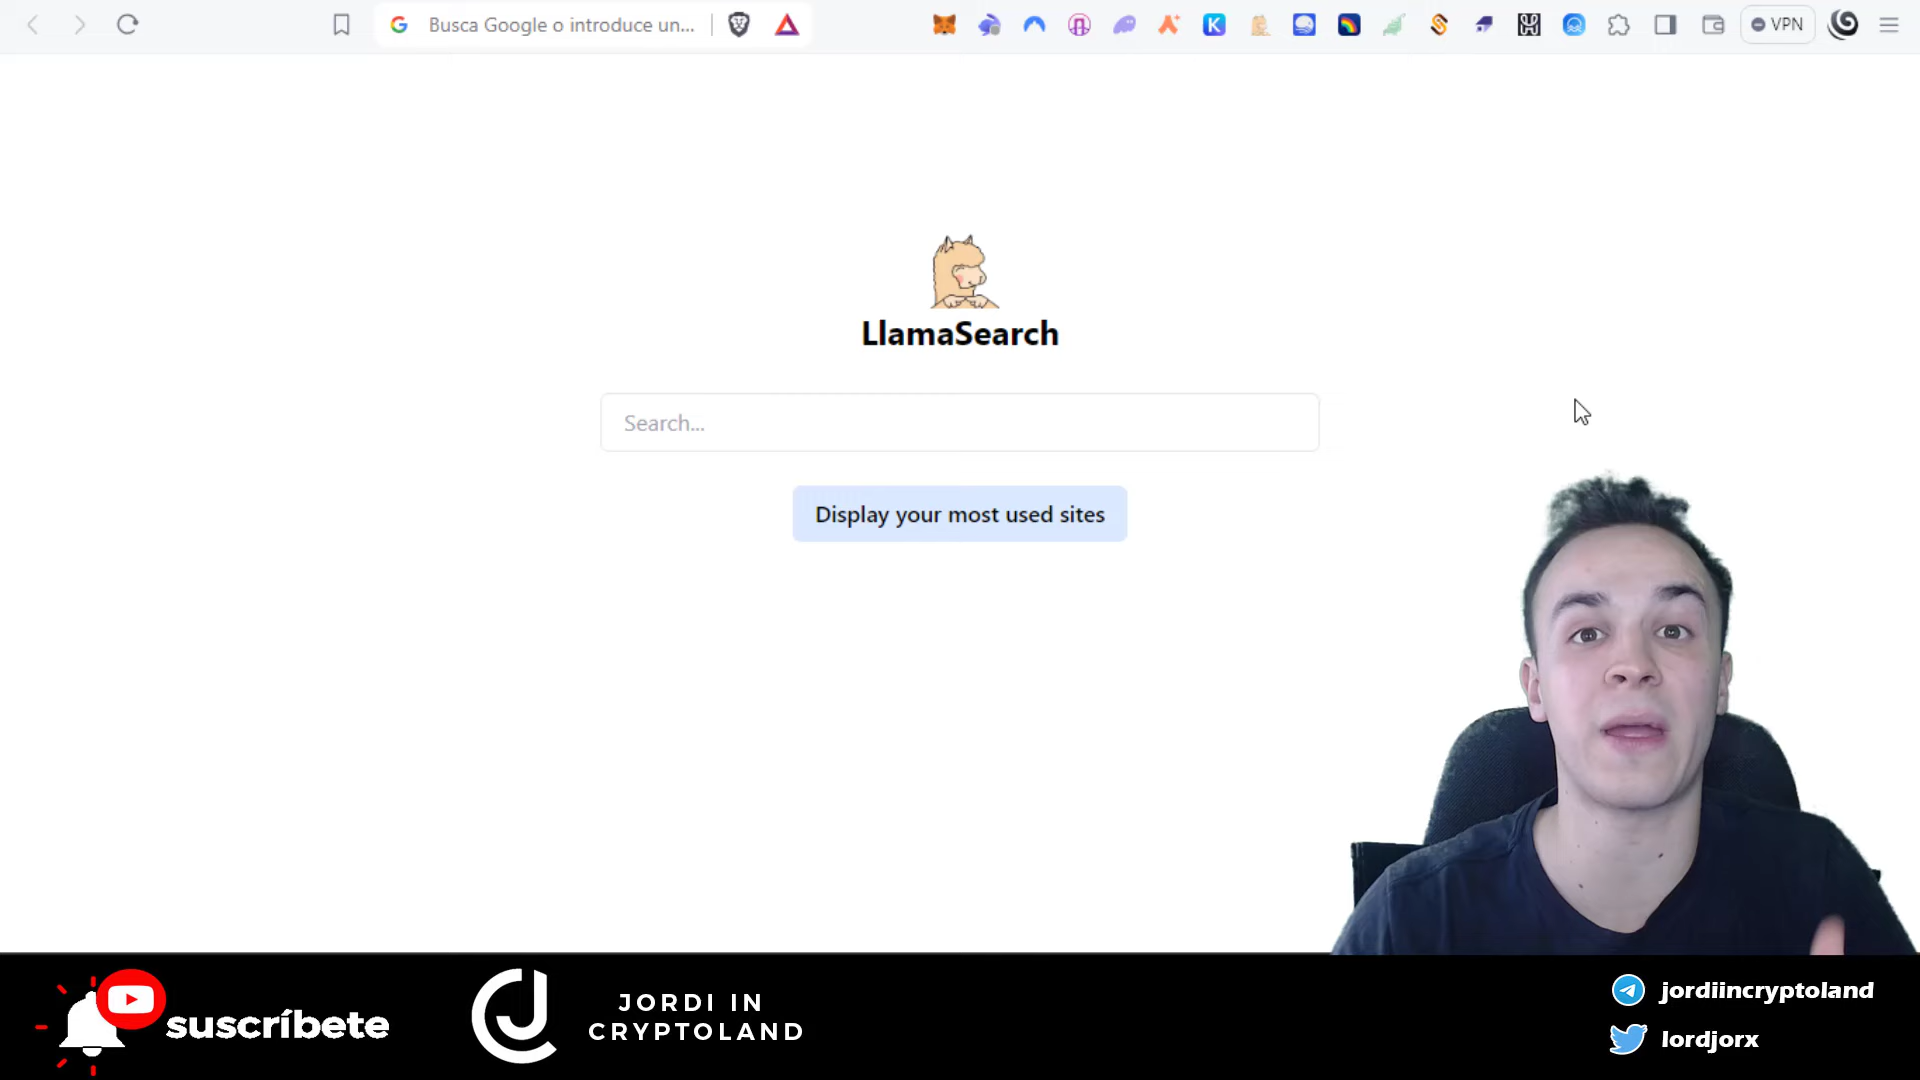 Busca Google o introduce un...
VPN
LlamaSearch
Search...
Display your most used sites
suscríbete
JORDI IN
CRYPTOLAND
jordiincryptoland
lordjorx